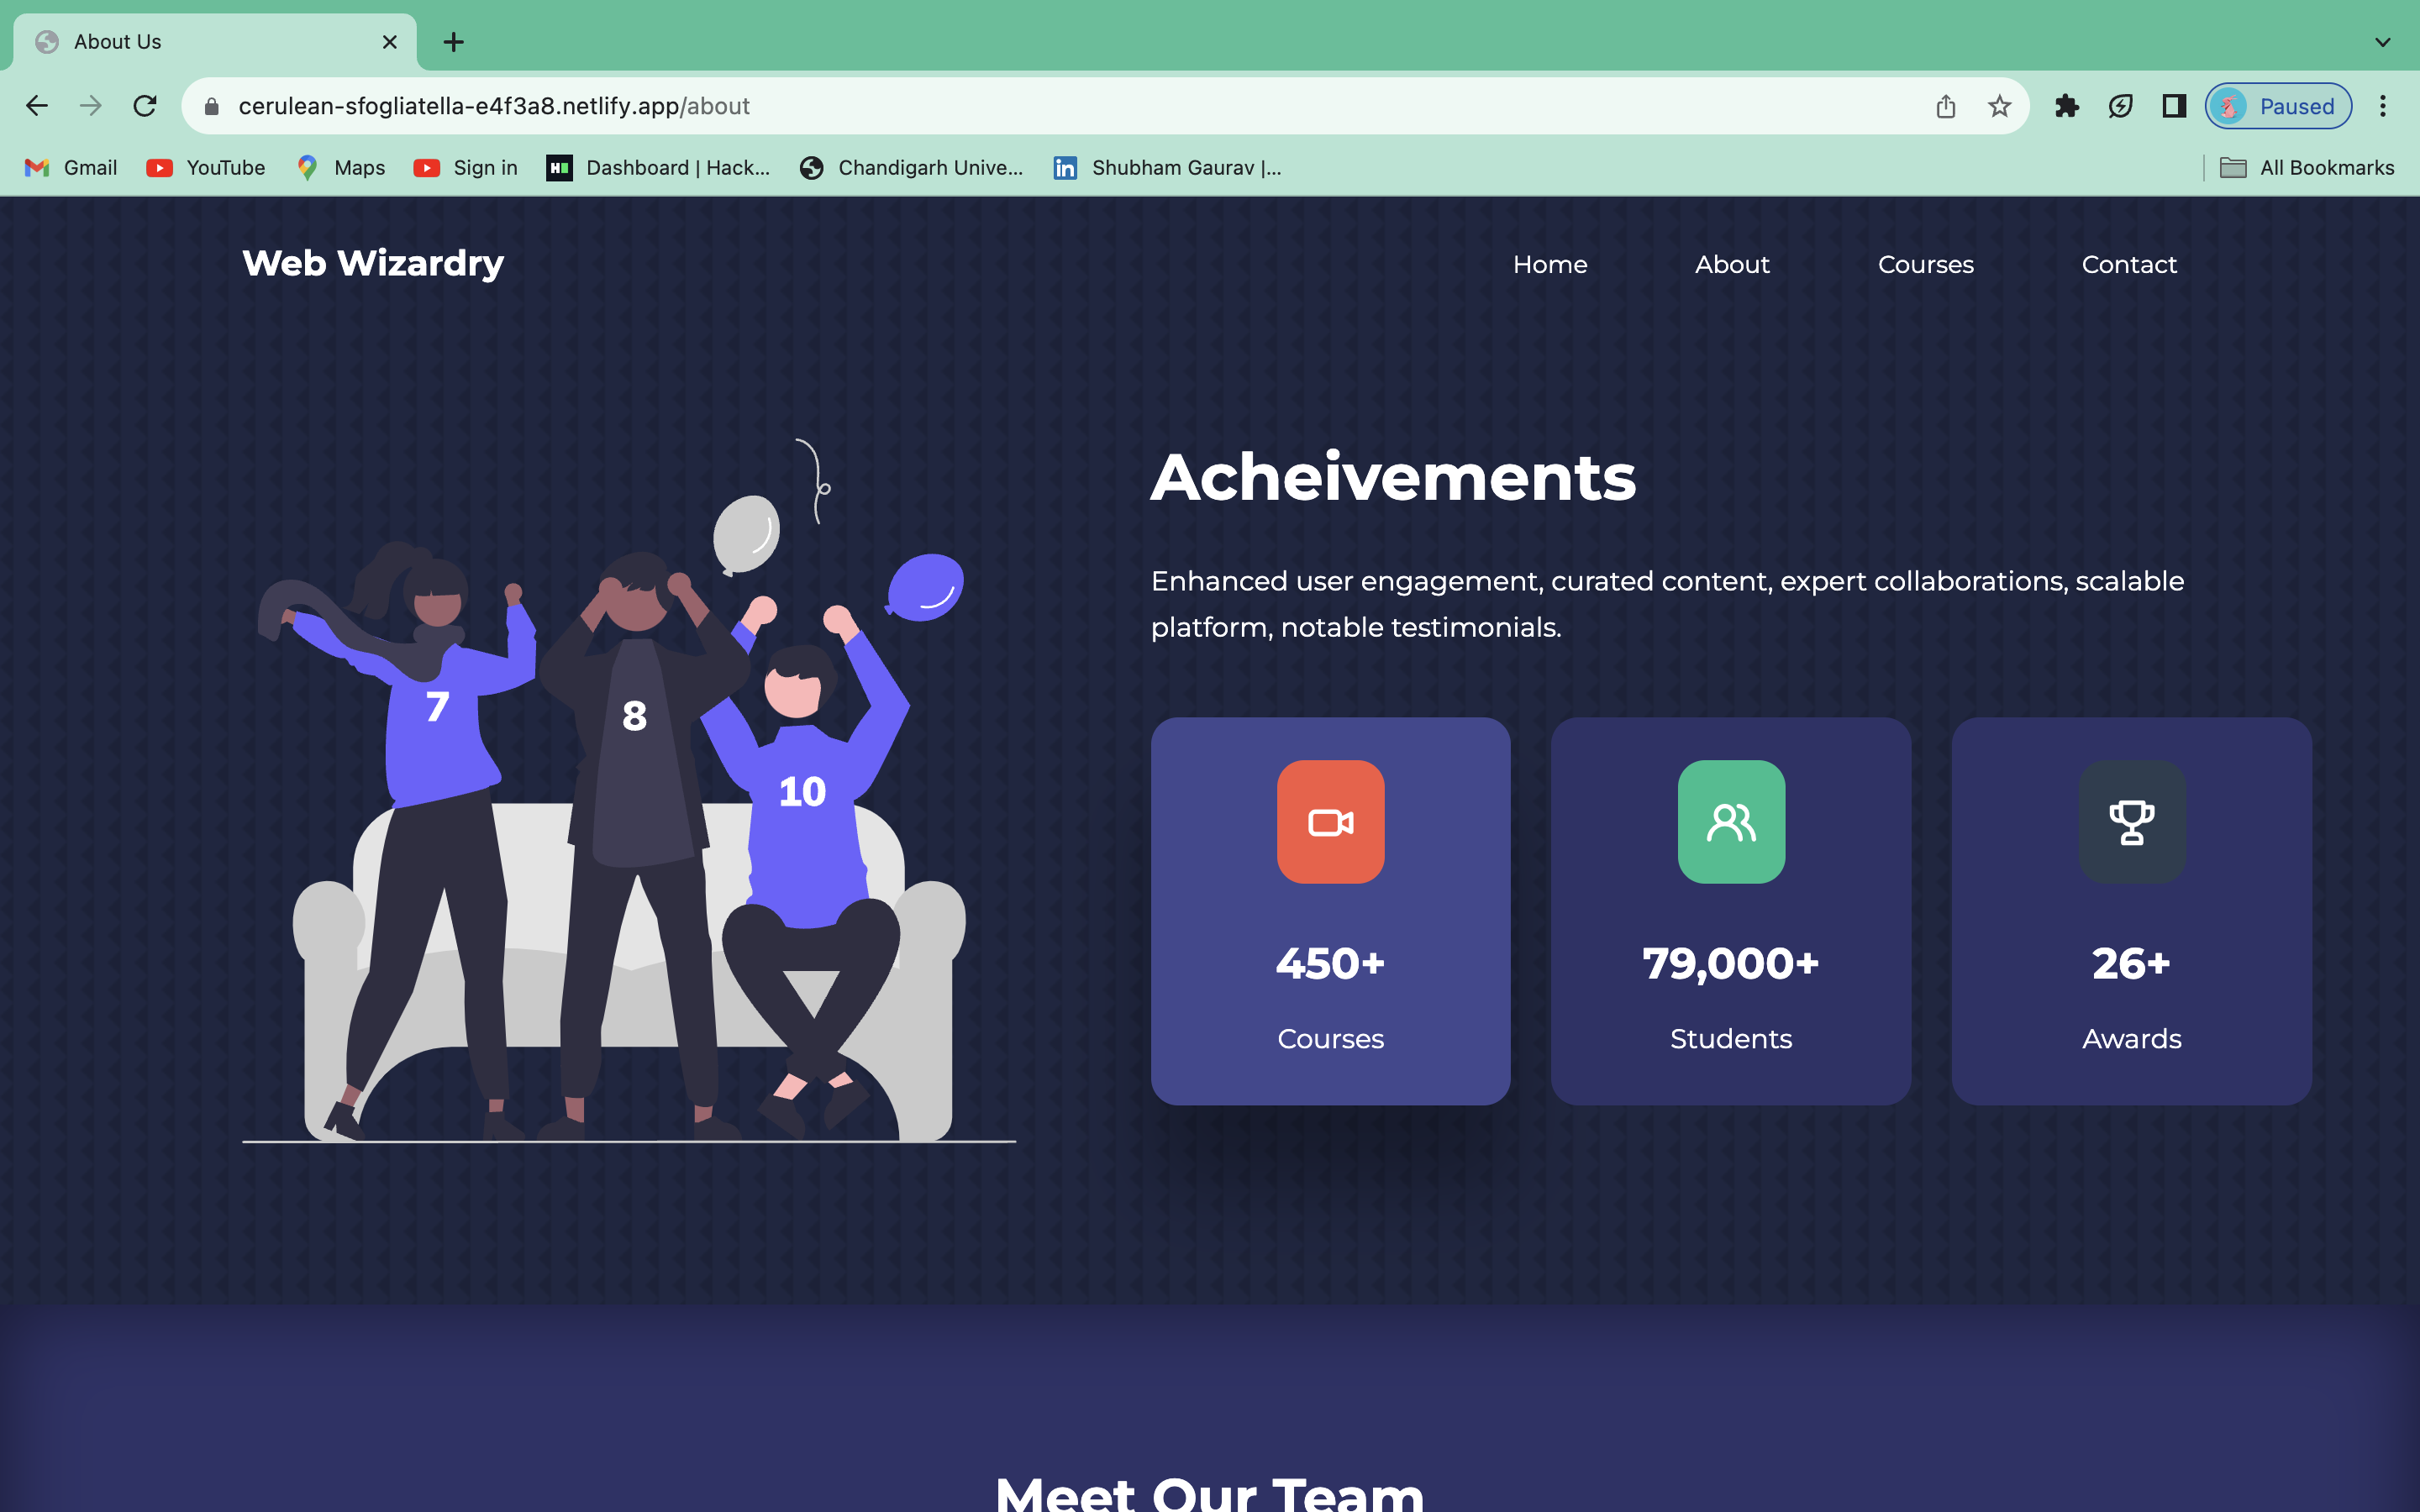 About Us
cerulean-sfogliatella-e4f3a8.netlify.app/about
Paused
Gmail YouTube Maps Sign in Dashboard | Hack... Chandigarh Unive... Shubham Gaurav |... All Bookmarks
Web Wizardry Home About Courses Contact
Acheivements
Enhanced user engagement, curated content, expert collaborations, scalable
platform, notable testimonials.
7
8
10
450+
Courses
79,000+
Students
26+
Awards
Meet Our Team